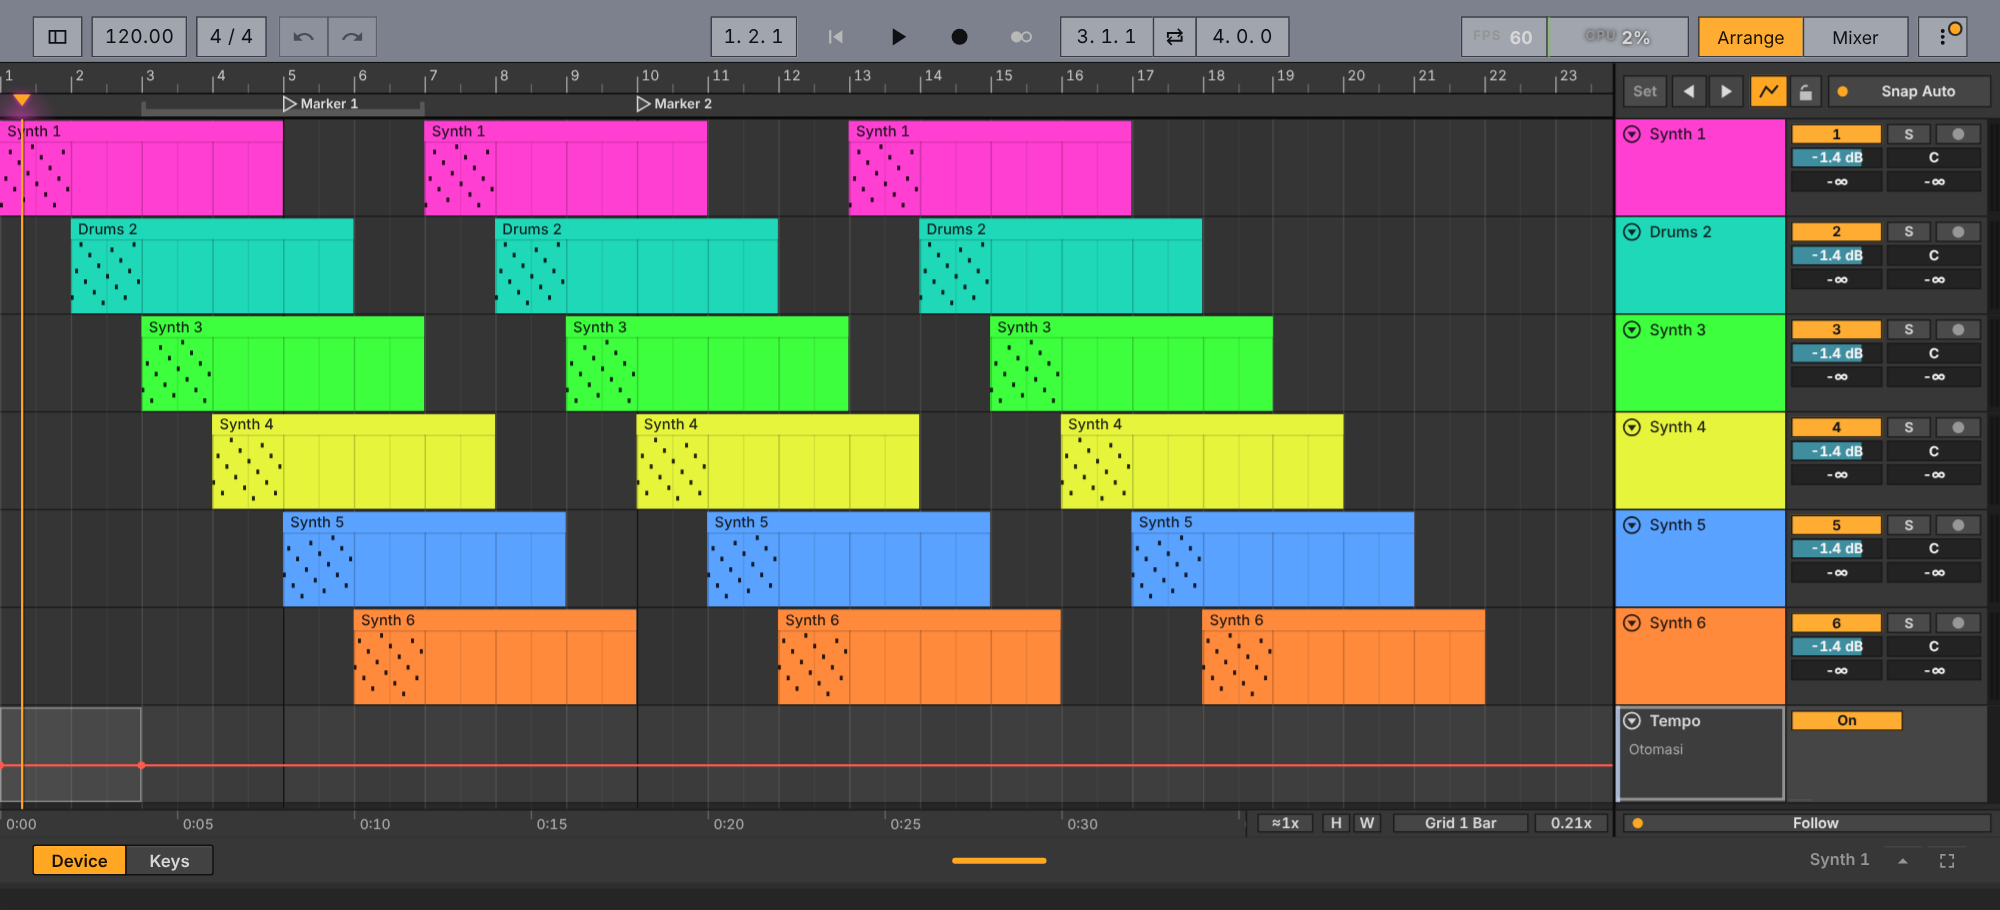 120.00 4 / 4 1. 2. 1 3. 1. 1 4. 0. 0 FPS 60 CPU 2% Arrange Mixer
1 2 3 4 5 6 7 8 9 10 11 12 13 14 15 16 17 18 19 20 21 22 23
Set Snap Auto
Marker 1 Marker 2
Synth 1 Synth 1 Synth 1 Synth 1 1 S
-1.4 dB C
-∞ -∞
Drums 2 Drums 2 Drums 2 Drums 2 2 S
-1.4 dB C
-∞ -∞
Synth 3 Synth 3 Synth 3 Synth 3 3 S
-1.4 dB C
-∞ -∞
Synth 4 Synth 4 Synth 4 Synth 4 4 S
-1.4 dB C
-∞ -∞
Synth 5 Synth 5 Synth 5 Synth 5 5 S
-1.4 dB C
-∞ -∞
Synth 6 Synth 6 Synth 6 Synth 6 6 S
-1.4 dB C
-∞ -∞
Tempo On
Otomasi
0:00 0:05 0:10 0:15 0:20 0:25 0:30 ≈1x H W Grid 1 Bar 0.21x Follow
Device Keys Synth 1